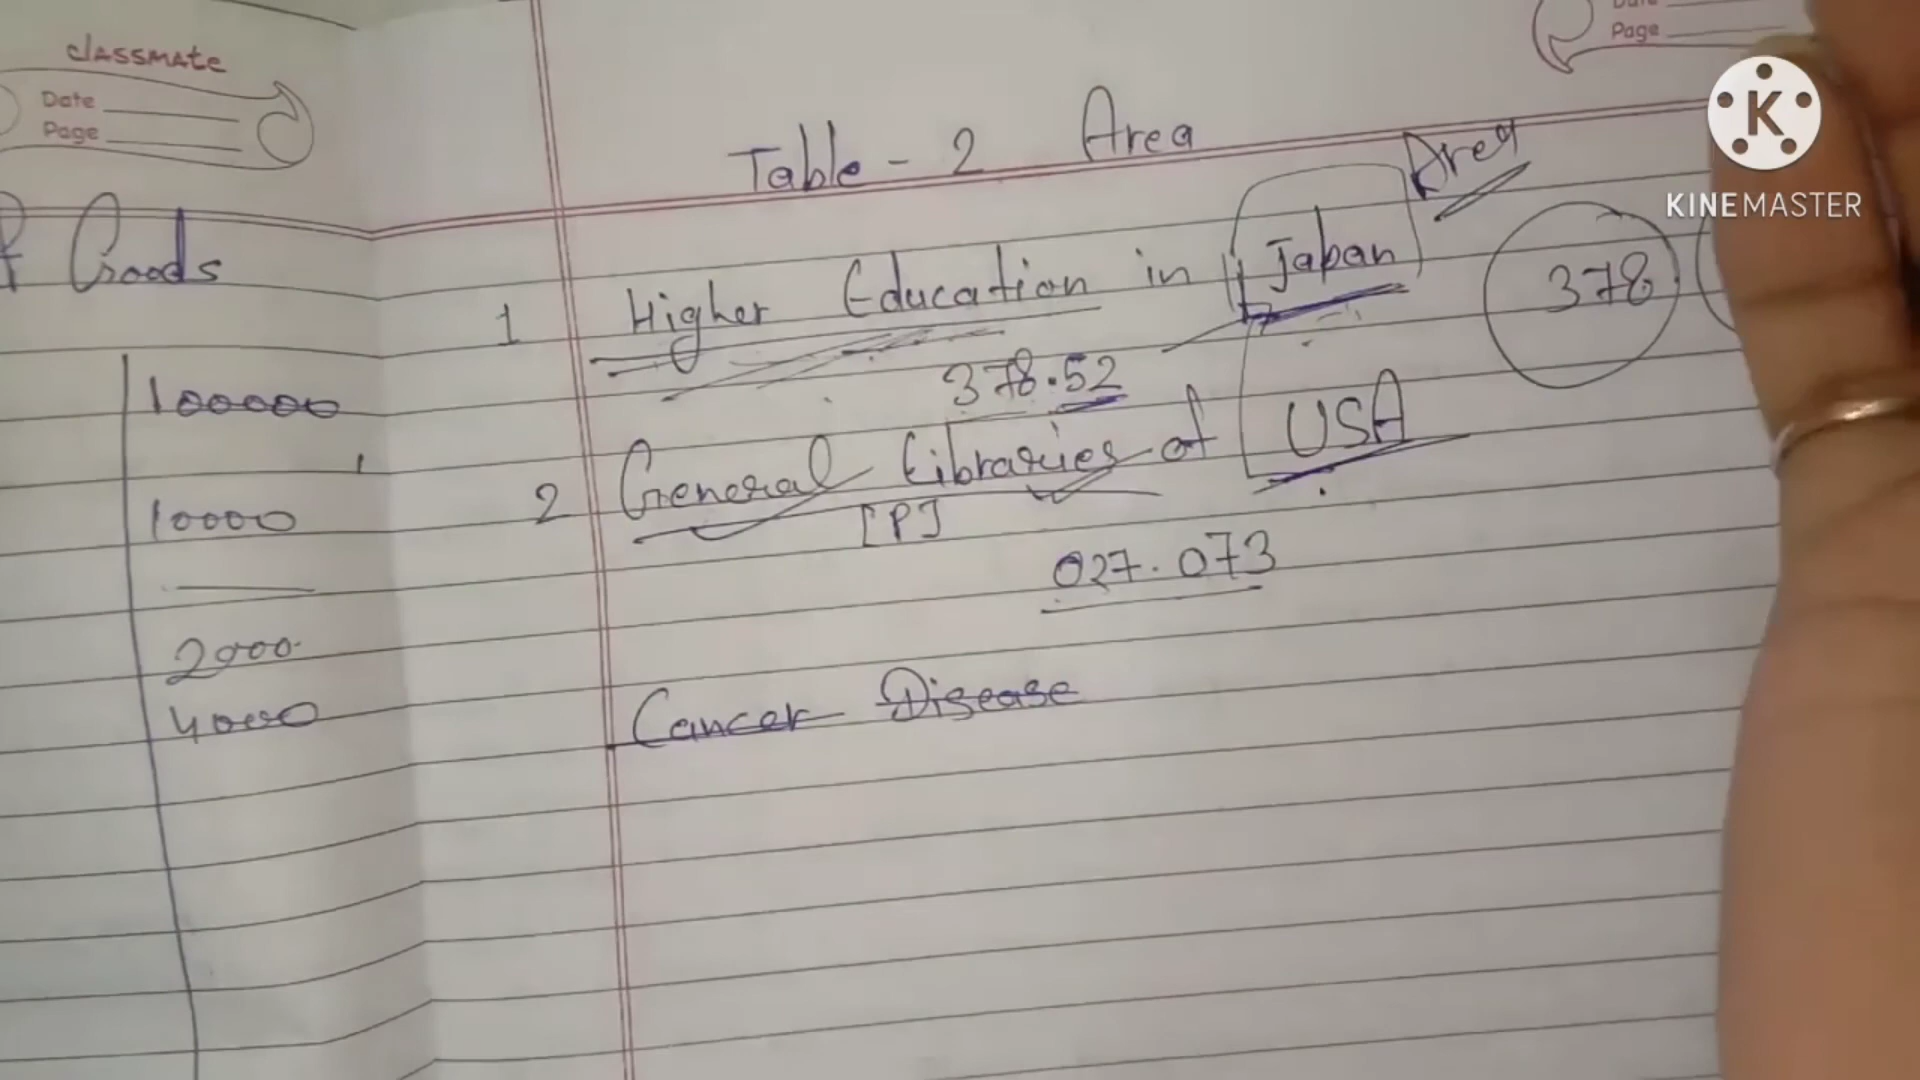 classmate
Date
Page
Goods
100000
10000
2000
Date
Page
KINEMASTER
Table - 2 Area
Area
1 Higher Education in Japan
378
378.52
2 General Libraries of USA
[P]
027.073
Cancer Disease